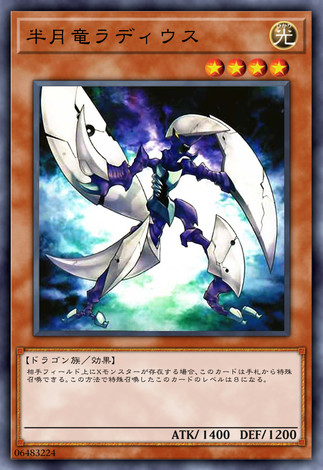 半月竜ラディウス
光
【ドラゴン族／効果】
相手フィールド上にXモンスターが存在する場合、このカードは手札から特殊
召喚できる。この方法で特殊召喚したこのカードのレベルは８になる。
ATK/ 1400 DEF/1200
06483224